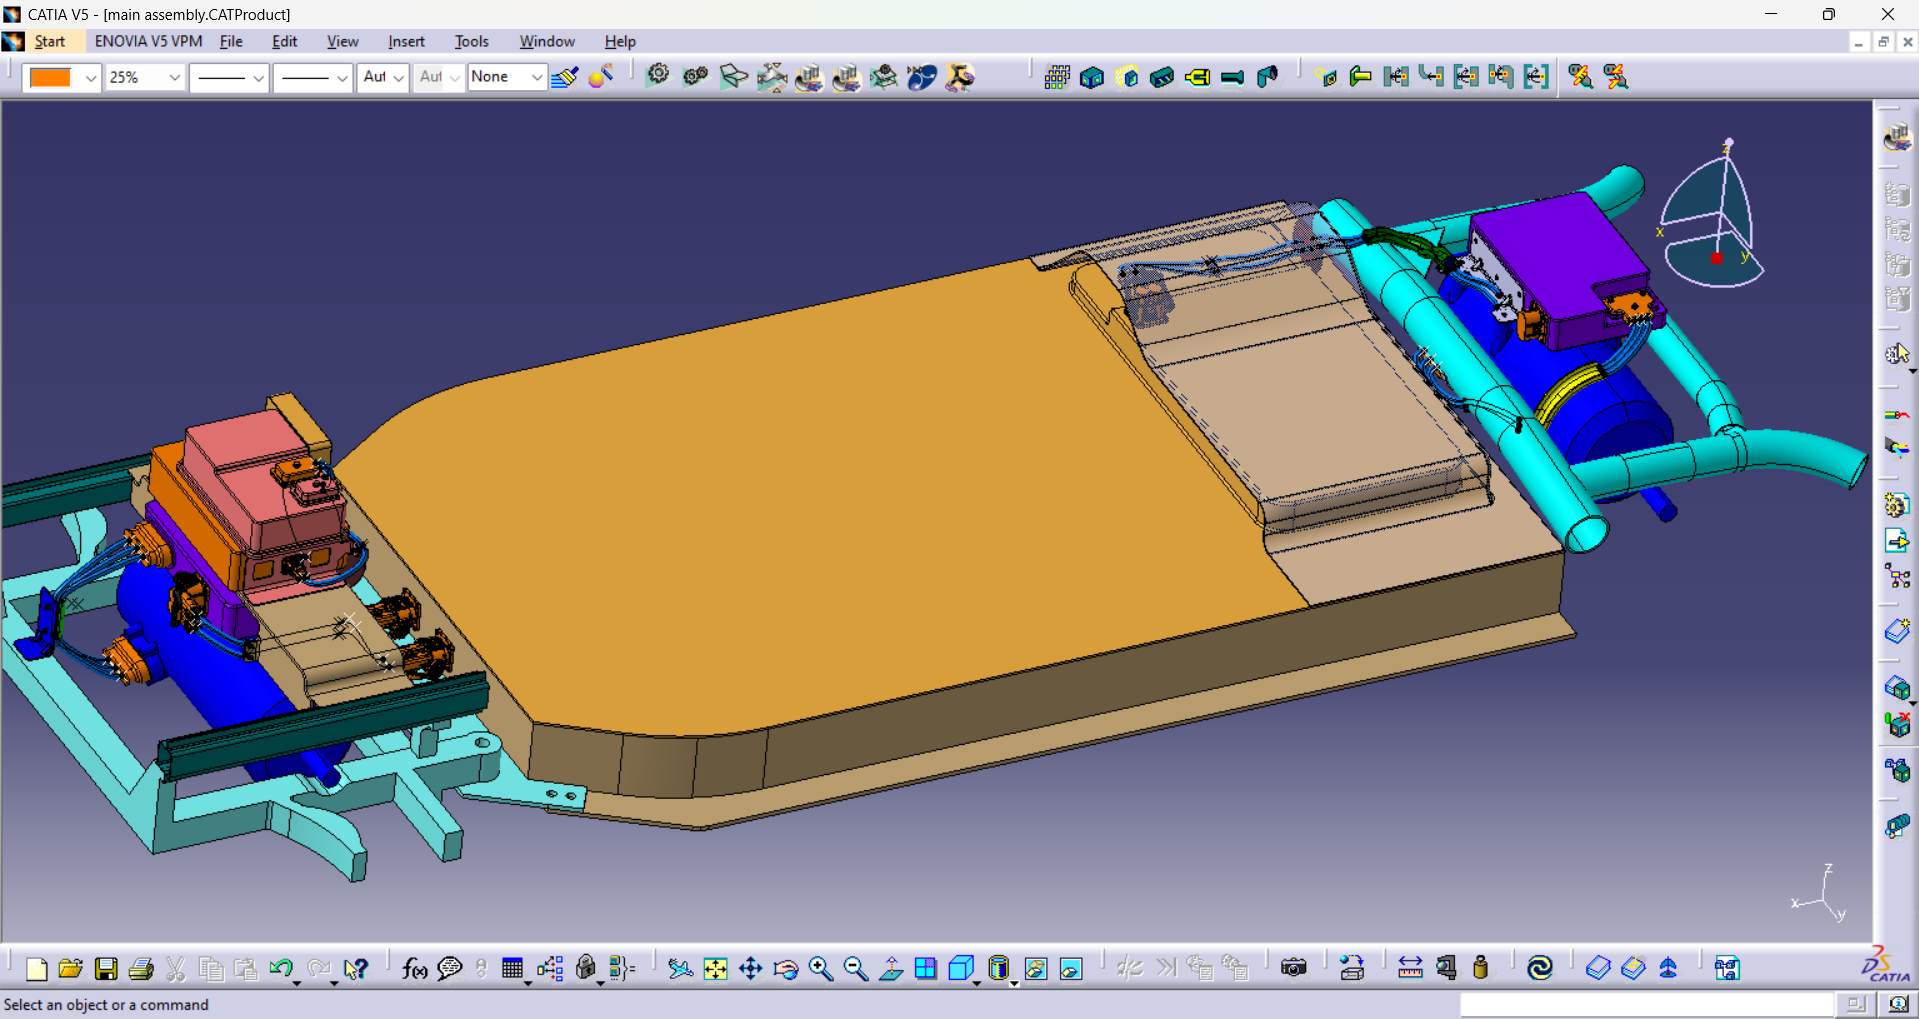 CATIA V5 - [main assembly.CATProduct]
Start ENOVIA V5 VPM File Edit View Insert Tools Window Help
25% Aut Aut None
z
x
y
z
x
y
f(x)
CATIA
Select an object or a command